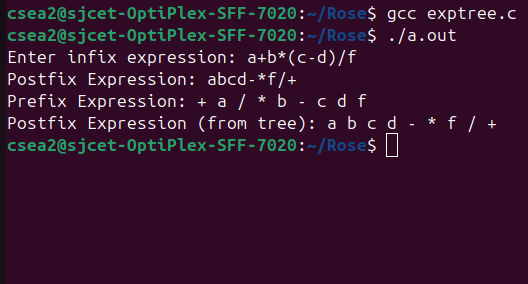 csea2@sjcet-OptiPlex-SFF-7020:~/Rose$ gcc exptree.c
csea2@sjcet-OptiPlex-SFF-7020:~/Rose$ ./a.out
Enter infix expression: a+b*(c-d)/f
Postfix Expression: abcd-*f/+
Prefix Expression: + a / * b - c d f
Postfix Expression (from tree): a b c d - * f / +
csea2@sjcet-OptiPlex-SFF-7020:~/Rose$